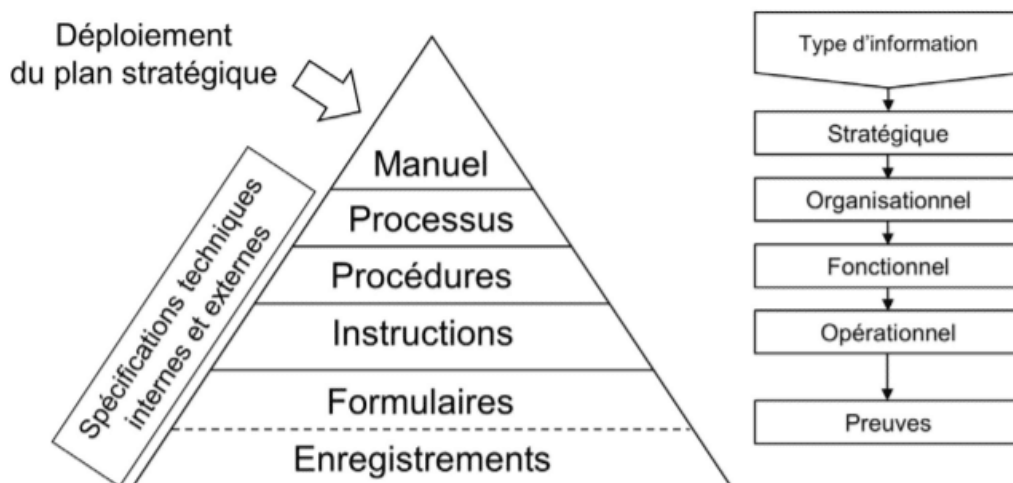 Déploiement
du plan stratégique
Spécifications techniques
internes et externes
Manuel
Processus
Procédures
Instructions
Formulaires
Enregistrements
Type d'information
Stratégique
Organisationnel
Fonctionnel
Opérationnel
Preuves